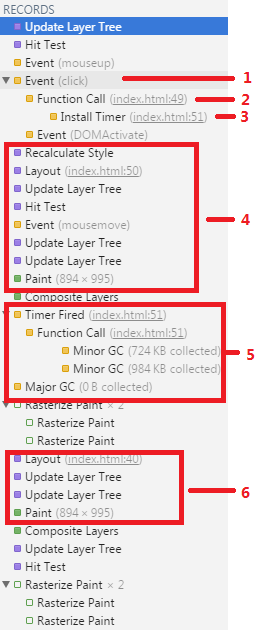 RECORDS
Update Layer Tree
Hit Test
Event (mouseup)
Event (click) 1
Function Call (index.html:49) 2
Install Timer (index.html:51) 3
Event (DOMActivate)
Recalculate Style
Layout (index.html:50)
Update Layer Tree
Hit Test 4
Event (mousemove)
Update Layer Tree
Update Layer Tree
Paint (894 × 995)
Composite Layers
Timer Fired (index.html:51)
Function Call (index.html:51)
Minor GC (724 KB collected) 5
Minor GC (984 KB collected)
Major GC (0 B collected)
Rasterize Paint × 2
Rasterize Paint
Rasterize Paint
Layout (index.html:40)
Update Layer Tree
Update Layer Tree 6
Paint (894 × 995)
Composite Layers
Update Layer Tree
Hit Test
Rasterize Paint × 2
Rasterize Paint
Rasterize Paint